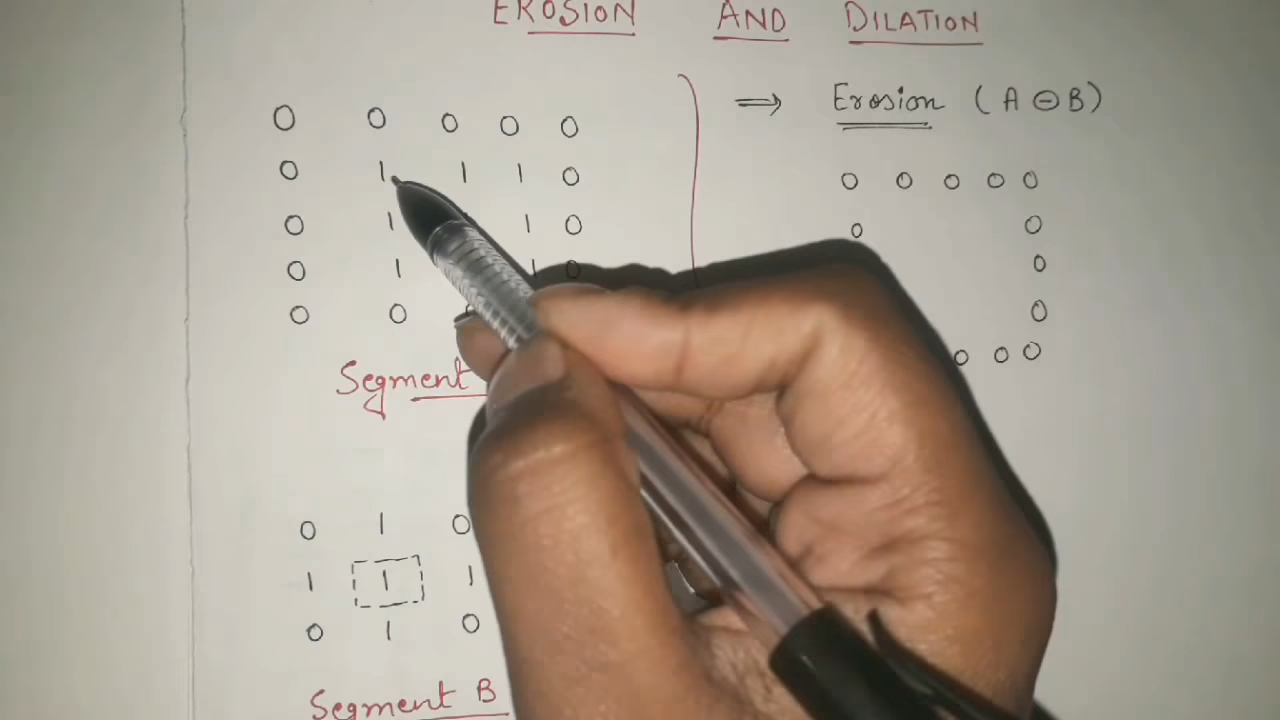 EROSION AND DILATION
0 0 0 0 0
0 1 1 1 0
0 1 1 0
0 1 1 0
0 0
Segment
0 1 0
1 1 1
0 1 0
Segment B
⇒ Erosion (A ⊖ B)
0 0 0 0 0
0 0
0
0
0 0 0